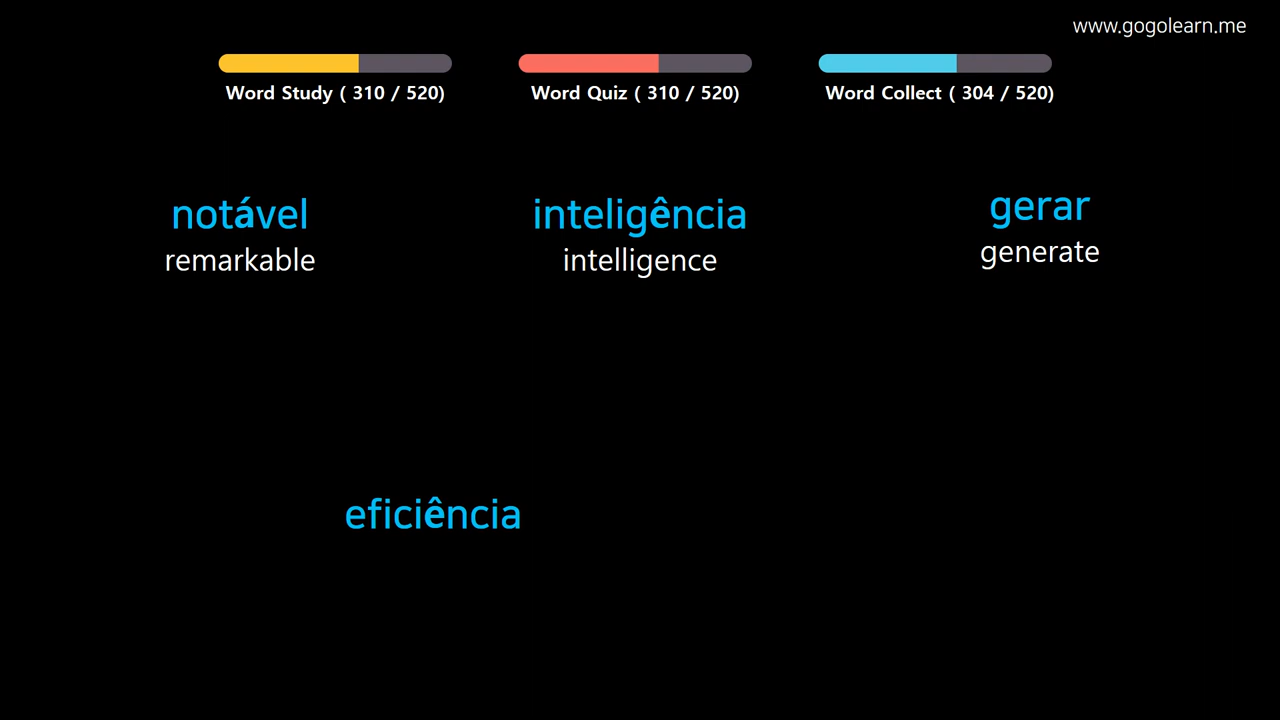 www.gogolearn.me
Word Study ( 310 / 520)
Word Quiz ( 310 / 520)
Word Collect ( 304 / 520)
notável
remarkable
inteligência
intelligence
gerar
generate
eficiência